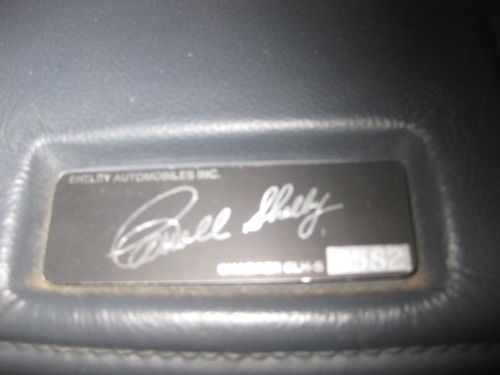 SHELBY AUTOMOBILES INC.
Carroll Shelby
CHARGER GLH-S 582